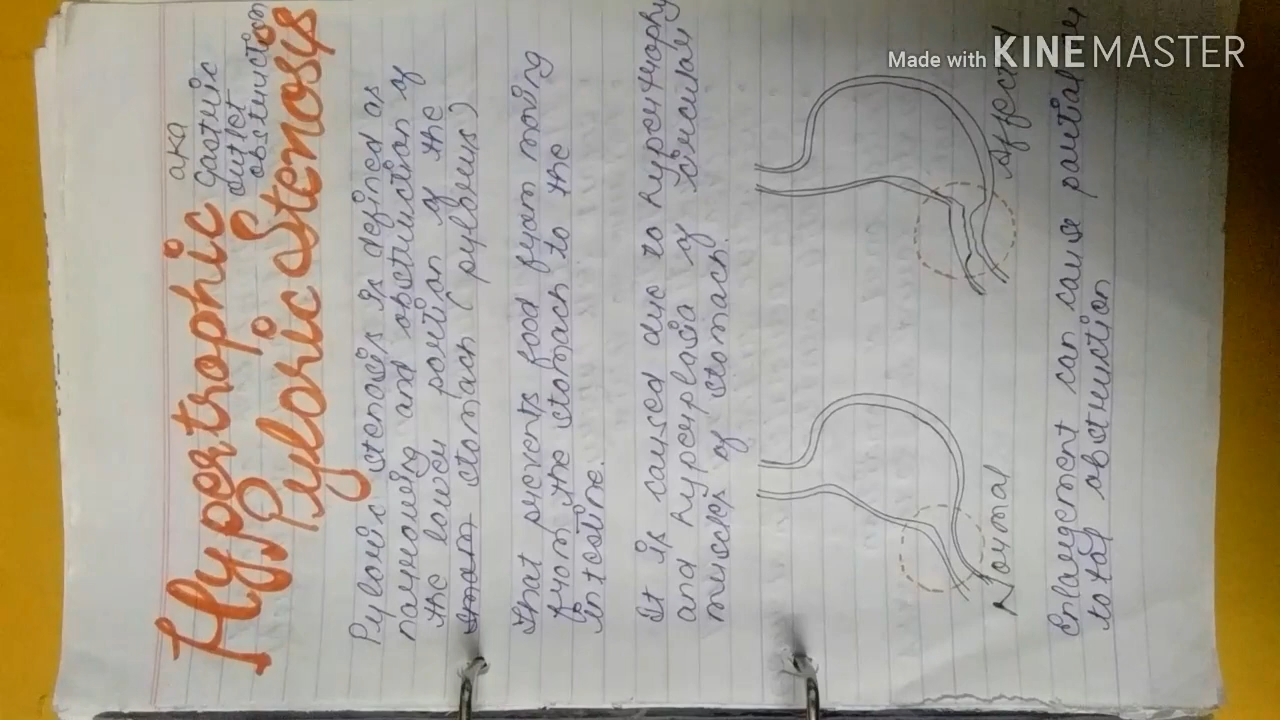 Hypertrophic
Pyloric Stenosis
aka
Gastric
outlet
obstruction
Pyloric stenosis is defined as
narrowing and obstruction of
the lower portion of the
stomach (pylorus)
that prevents food from moving
from the stomach to the
intestine.
It is caused due to hypertrophy
and hyperplasia of circular
muscles of stomach.
Normal
Enlargement can cause partial
total obstruction
Made with KINEMASTER